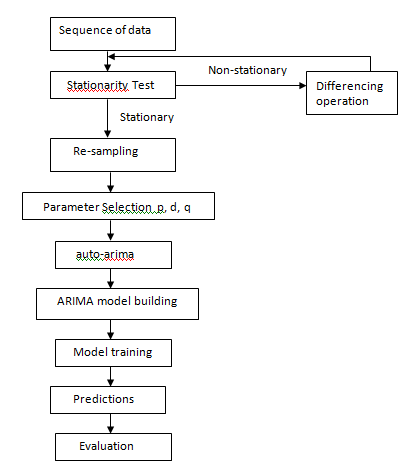 Sequence of data
Non-stationary
Stationarity Test
Differencing
operation
Stationary
Re-sampling
Parameter Selection p, d, q
auto-arima
ARIMA model building
Model training
Predictions
Evaluation